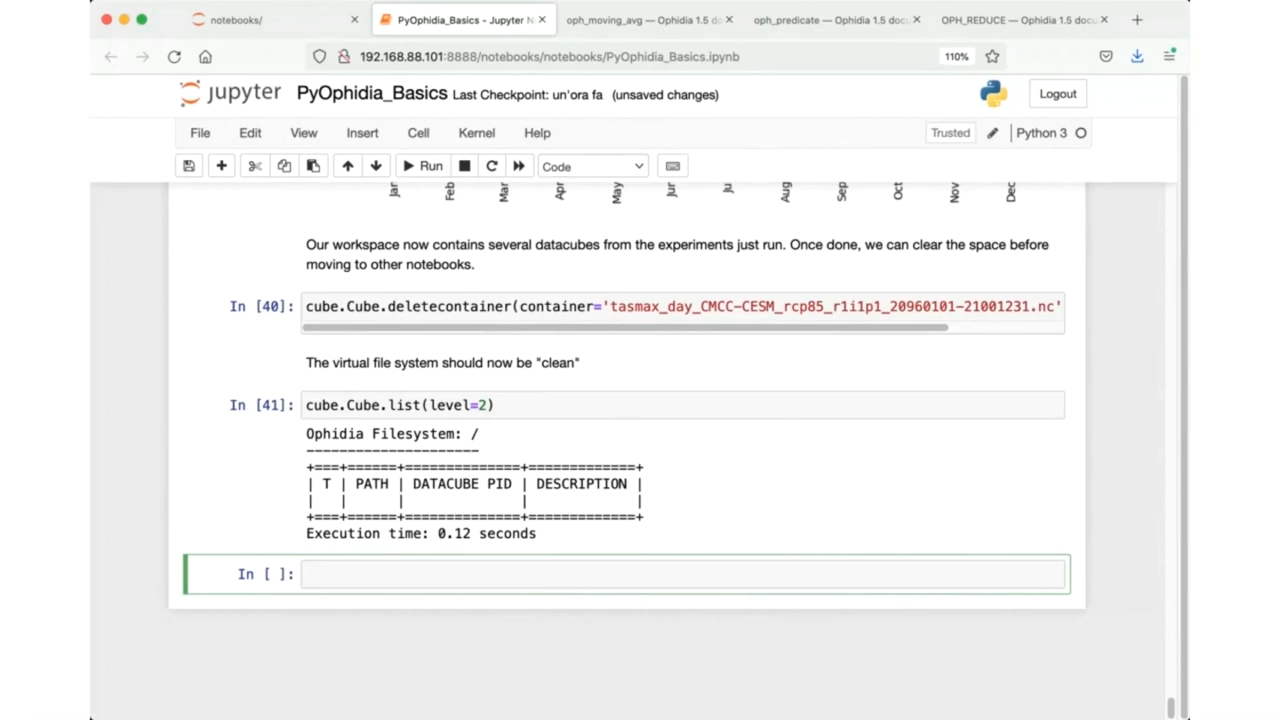 notebooks/
PyOphidia_Basics - Jupyter N
oph_moving_avg — Ophidia 1.5 do
oph_predicate — Ophidia 1.5 docu
OPH_REDUCE — Ophidia 1.5 docu
192.168.88.101:8888/notebooks/notebooks/PyOphidia_Basics.ipynb
110%
jupyter PyOphidia_Basics Last Checkpoint: un'ora fa (unsaved changes)
Logout
File Edit View Insert Cell Kernel Help
Trusted
Python 3
Run
Code
Jan Feb Mar Apr May Jun Ju Aug Sep Oct Nov Dec
Our workspace now contains several datacubes from the experiments just run. Once done, we can clear the space before
moving to other notebooks.
In [40]: cube.Cube.deletecontainer(container='tasmax_day_CMCC-CESM_rcp85_r1i1p1_20960101-21001231.nc'
The virtual file system should now be "clean"
In [41]: cube.Cube.list(level=2)
Ophidia Filesystem: /
---------------------
+===+======+==============+=============+
| T | PATH | DATACUBE PID | DESCRIPTION |
| | | | |
+===+======+==============+=============+
Execution time: 0.12 seconds
In [ ]: